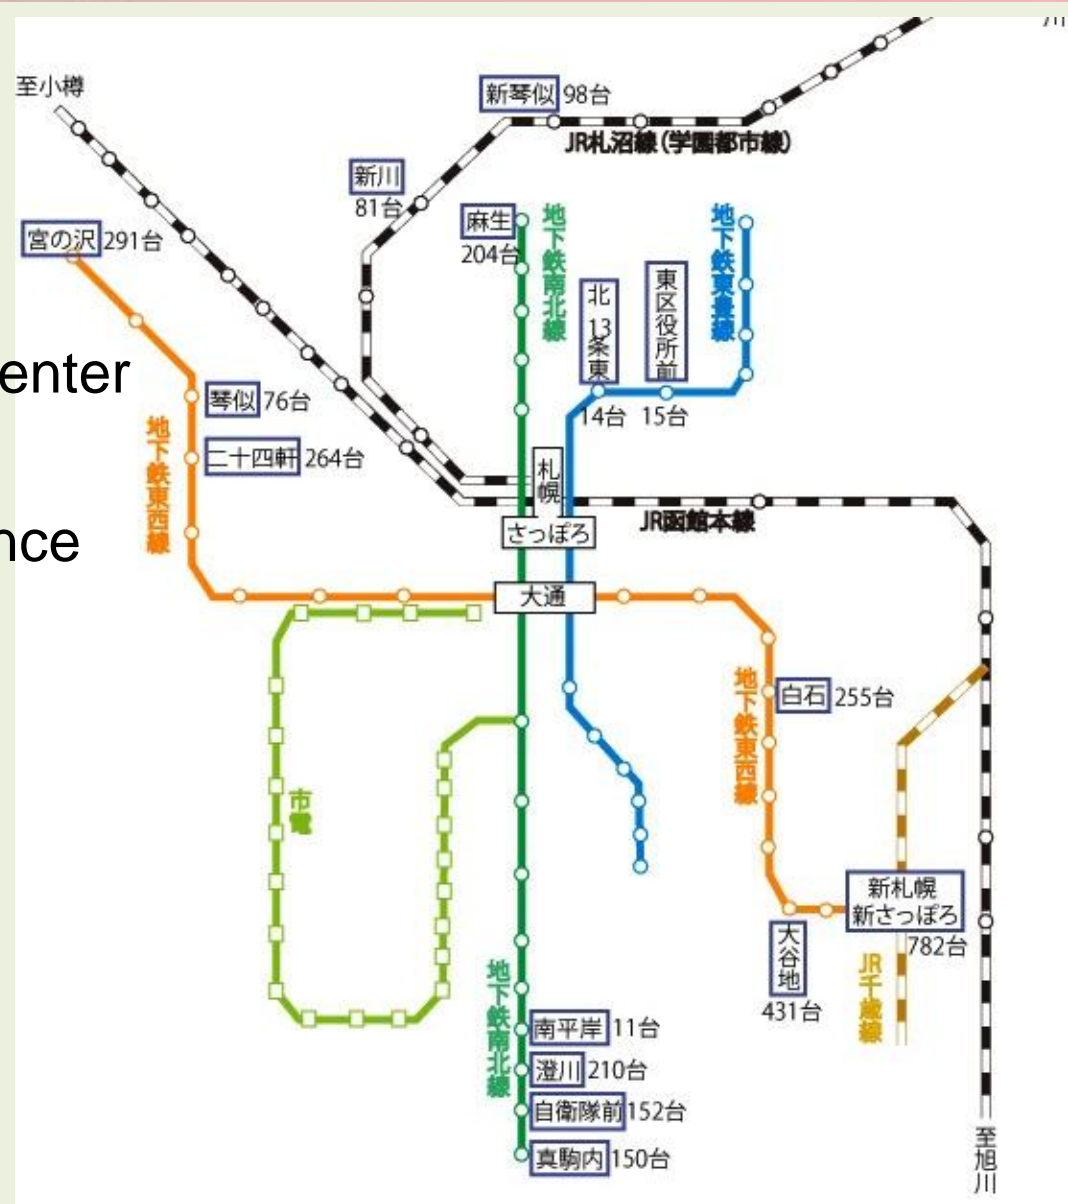 至小樽
新琴似 98台
JR札沼線(学園都市線)
新川
81台
麻生
204台
地下鉄南北線
地下鉄東豊線
宮の沢 291台
北13条東
14台
東区役所前
15台
enter
琴似 76台
二十四軒 264台
地下鉄東西線
札幌
さっぽろ
JR函館本線
nce
大通
白石 255台
地下鉄東西線
市電
新札幌
新さっぽろ
782台
大谷地
431台
JR千歳線
地下鉄南北線
南平岸 11台
澄川 210台
自衛隊前 152台
真駒内 150台
至旭川